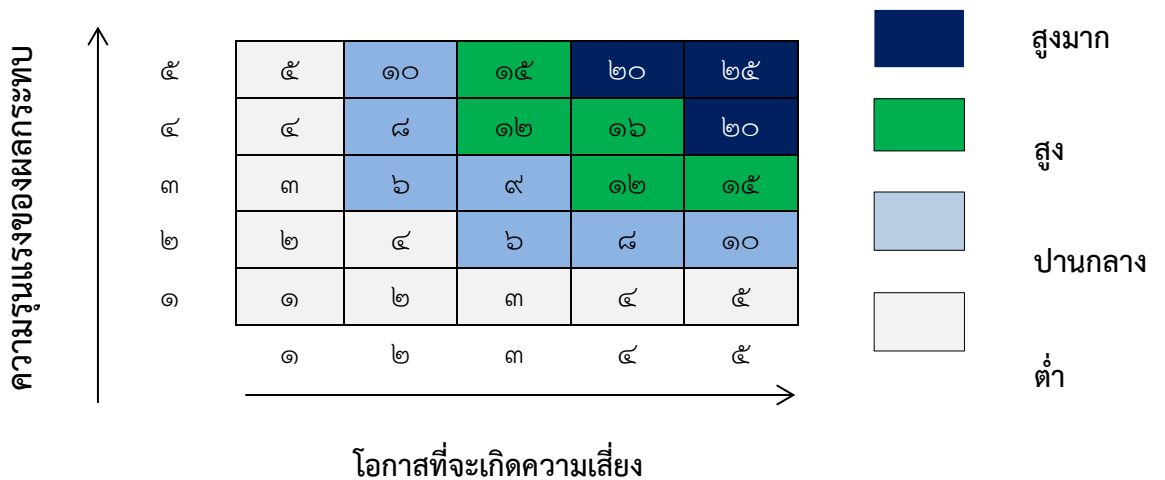 ความรุนแรงของผลกระทบ
๕ ๕ ๑๐ ๑๕ ๒๐ ๒๕
๔ ๔ ๘ ๑๒ ๑๖ ๒๐
๓ ๓ ๖ ๙ ๑๒ ๑๕
๒ ๒ ๔ ๖ ๘ ๑๐
๑ ๑ ๒ ๓ ๔ ๕
๑ ๒ ๓ ๔ ๕
โอกาสที่จะเกิดความเสี่ยง
สูงมาก
สูง
ปานกลาง
ต่ำ